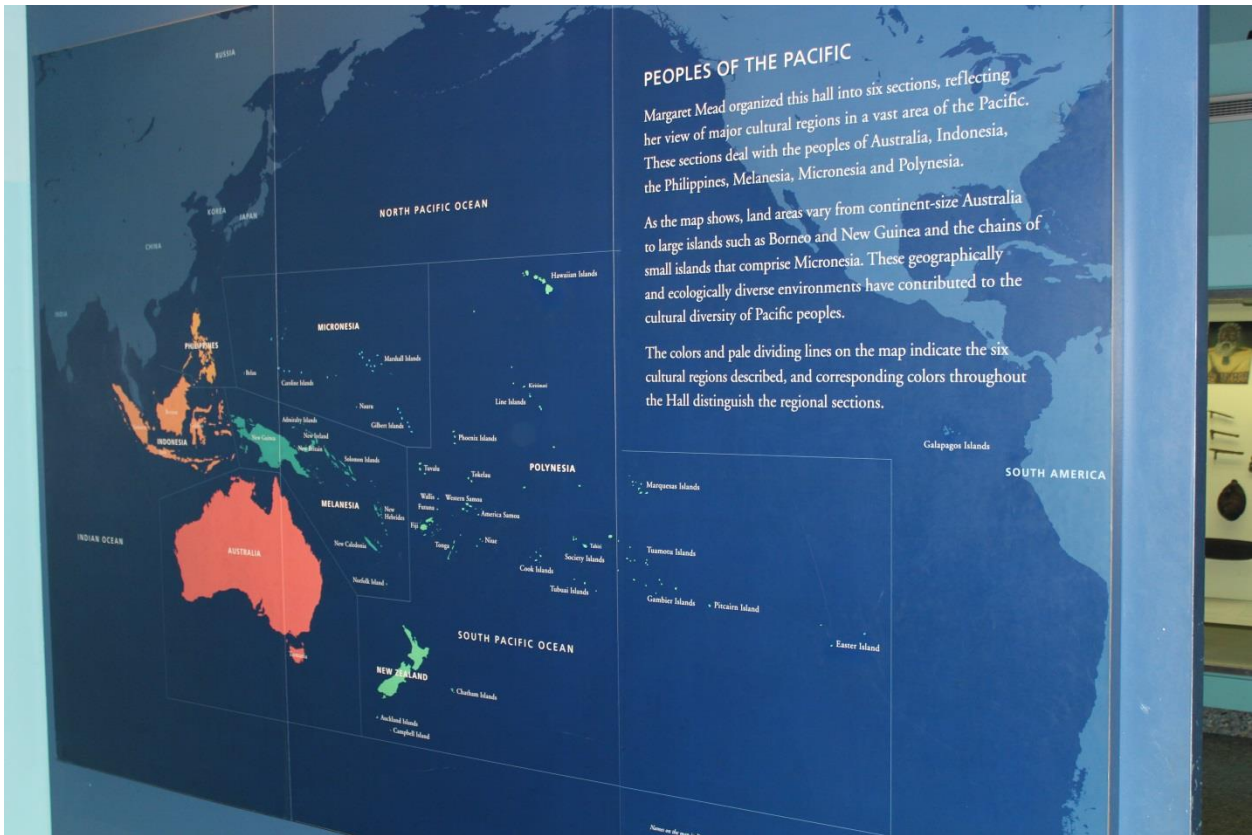 PEOPLES OF THE PACIFIC
Margaret Mead organized this hall into six sections, reflecting
her view of major cultural regions in a vast area of the Pacific.
These sections deal with the peoples of Australia, Indonesia,
the Philippines, Melanesia, Micronesia and Polynesia.
As the map shows, land areas vary from continent-size Australia
to large islands such as Borneo and New Guinea and the chains of
small islands that comprise Micronesia. These geographically
and ecologically diverse environments have contributed to the
cultural diversity of Pacific peoples.
The colors and pale dividing lines on the map indicate the six
cultural regions described, and corresponding colors throughout
the Hall distinguish the regional sections.
RUSSIA
KOREA
JAPAN
CHINA
INDIA
NORTH PACIFIC OCEAN
Hawaiian Islands
PHILIPPINES
MICRONESIA
Belau
Caroline Islands
Marshall Islands
Nauru
Gilbert Islands
Kiritimati
Line Islands
Phoenix Islands
Borneo
INDONESIA
New Guinea
Admiralty Islands
New Ireland
New Britain
Solomon Islands
MELANESIA
New
Hebrides
New Caledonia
Norfolk Island
Tuvalu
Tokelau
POLYNESIA
Wallis
Futuna
Western Samoa
America Samoa
Fiji
Tonga
Niue
Cook Islands
Society Islands
Tahiti
Tubuai Islands
Marquesas Islands
Tuamotu Islands
Gambier Islands
Pitcairn Island
Easter Island
Galapagos Islands
SOUTH AMERICA
INDIAN OCEAN
AUSTRALIA
Tasmania
SOUTH PACIFIC OCEAN
NEW ZEALAND
Chatham Islands
Auckland Islands
Campbell Island